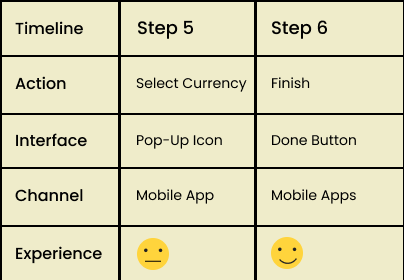 Timeline Step 5 Step 6
Action Select Currency Finish
Interface Pop-Up Icon Done Button
Channel Mobile App Mobile Apps
Experience